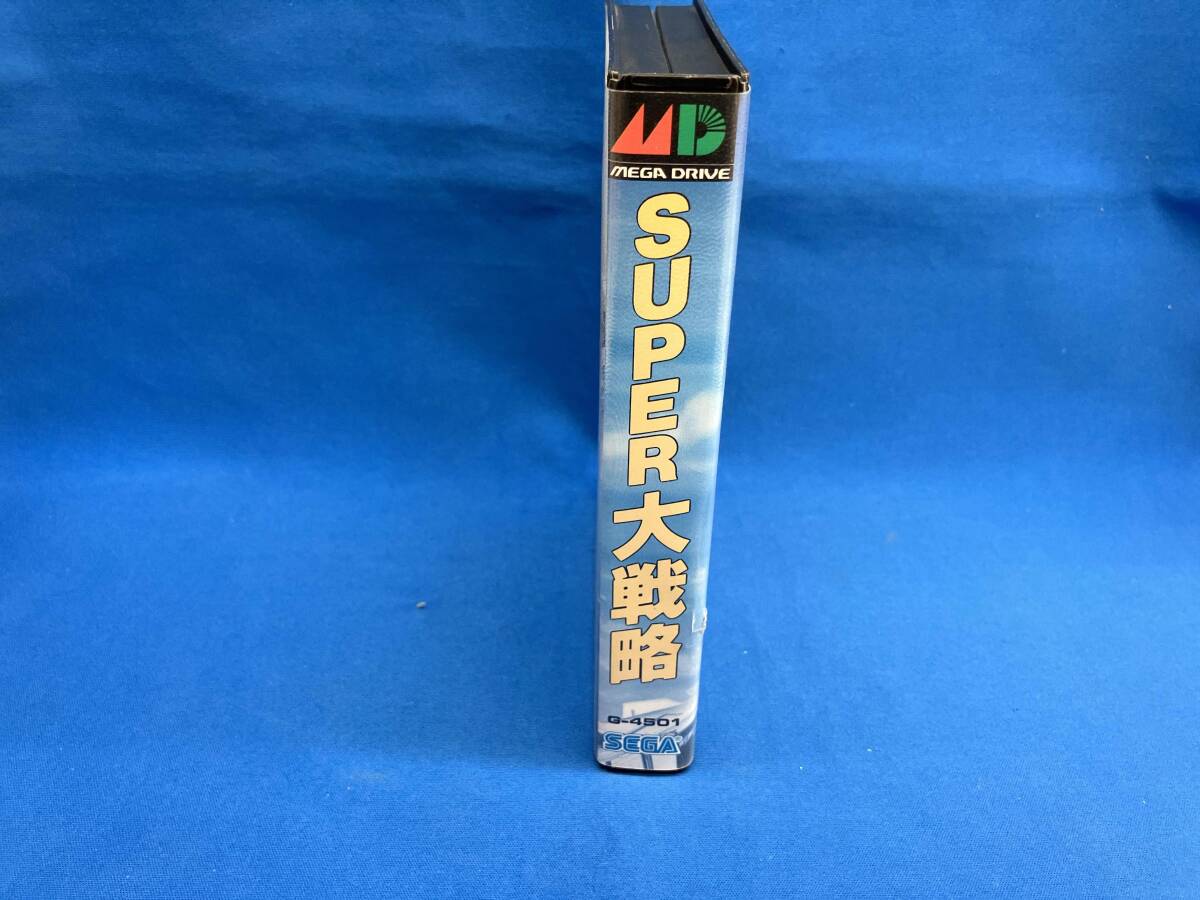 MD
MEGA DRIVE
SUPER大戦略
G-4501
SEGA